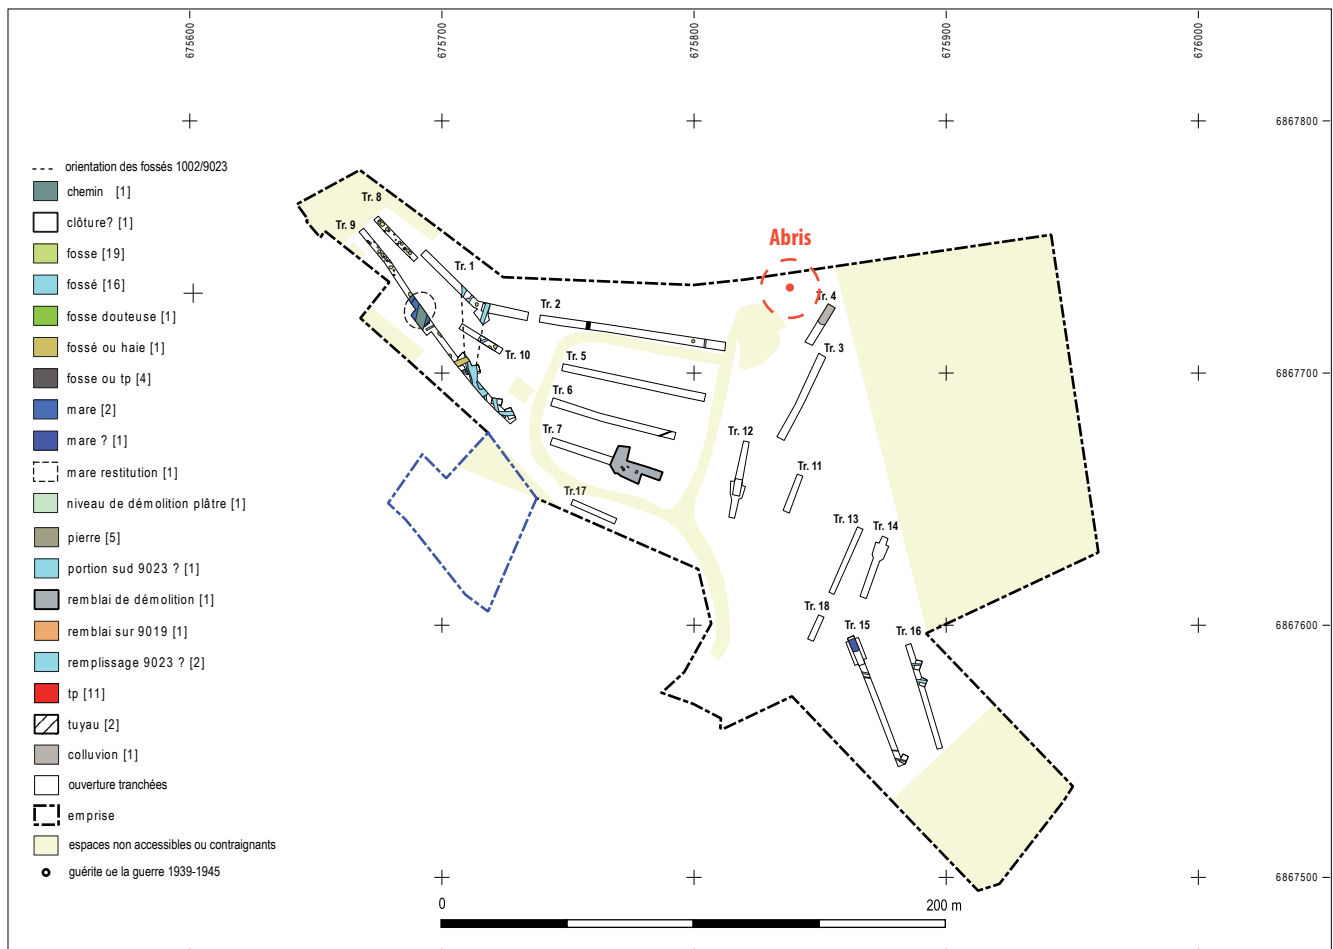 675600
675700
675800
675900
676000
6867800
orientation des fossés 1002/9023
chemin [1]
clôture? [1]
fosse [19]
fossé [16]
fosse douteuse [1]
fossé ou haie [1]
fosse ou tp [4]
mare [2]
mare ? [1]
mare restitution [1]
niveau de démolition plâtre [1]
pierre [5]
portion sud 9023 ? [1]
remblai de démolition [1]
remblai sur 9019 [1]
remplissage 9023 ? [2]
tp [11]
tuyau [2]
colluvion [1]
ouverture tranchées
emprise
espaces non accessibles ou contraignants
guérite de la guerre 1939-1945
Tr. 8
Tr. 9
Tr. 1
Abris
Tr. 2
Tr. 4
Tr. 10
Tr. 3
Tr. 5
6867700
Tr. 6
Tr. 7
Tr. 12
Tr. 11
Tr.17
Tr. 13
Tr. 14
Tr. 18
Tr. 15
Tr. 16
6867600
6867500
0
200 m